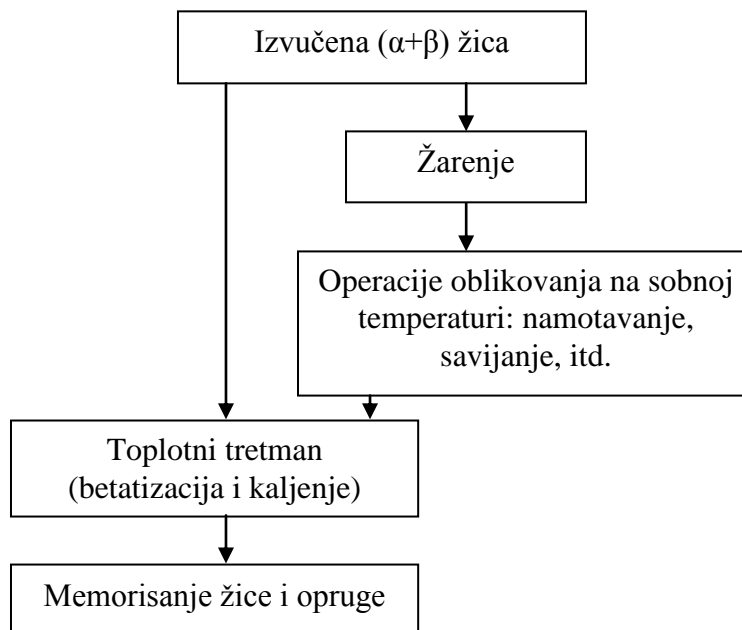 Izvučena (α+β) žica
Žarenje
Operacije oblikovanja na sobnoj
temperaturi: namotavanje,
savijanje, itd.
Toplotni tretman
(betatizacija i kaljenje)
Memorisanje žice i opruge